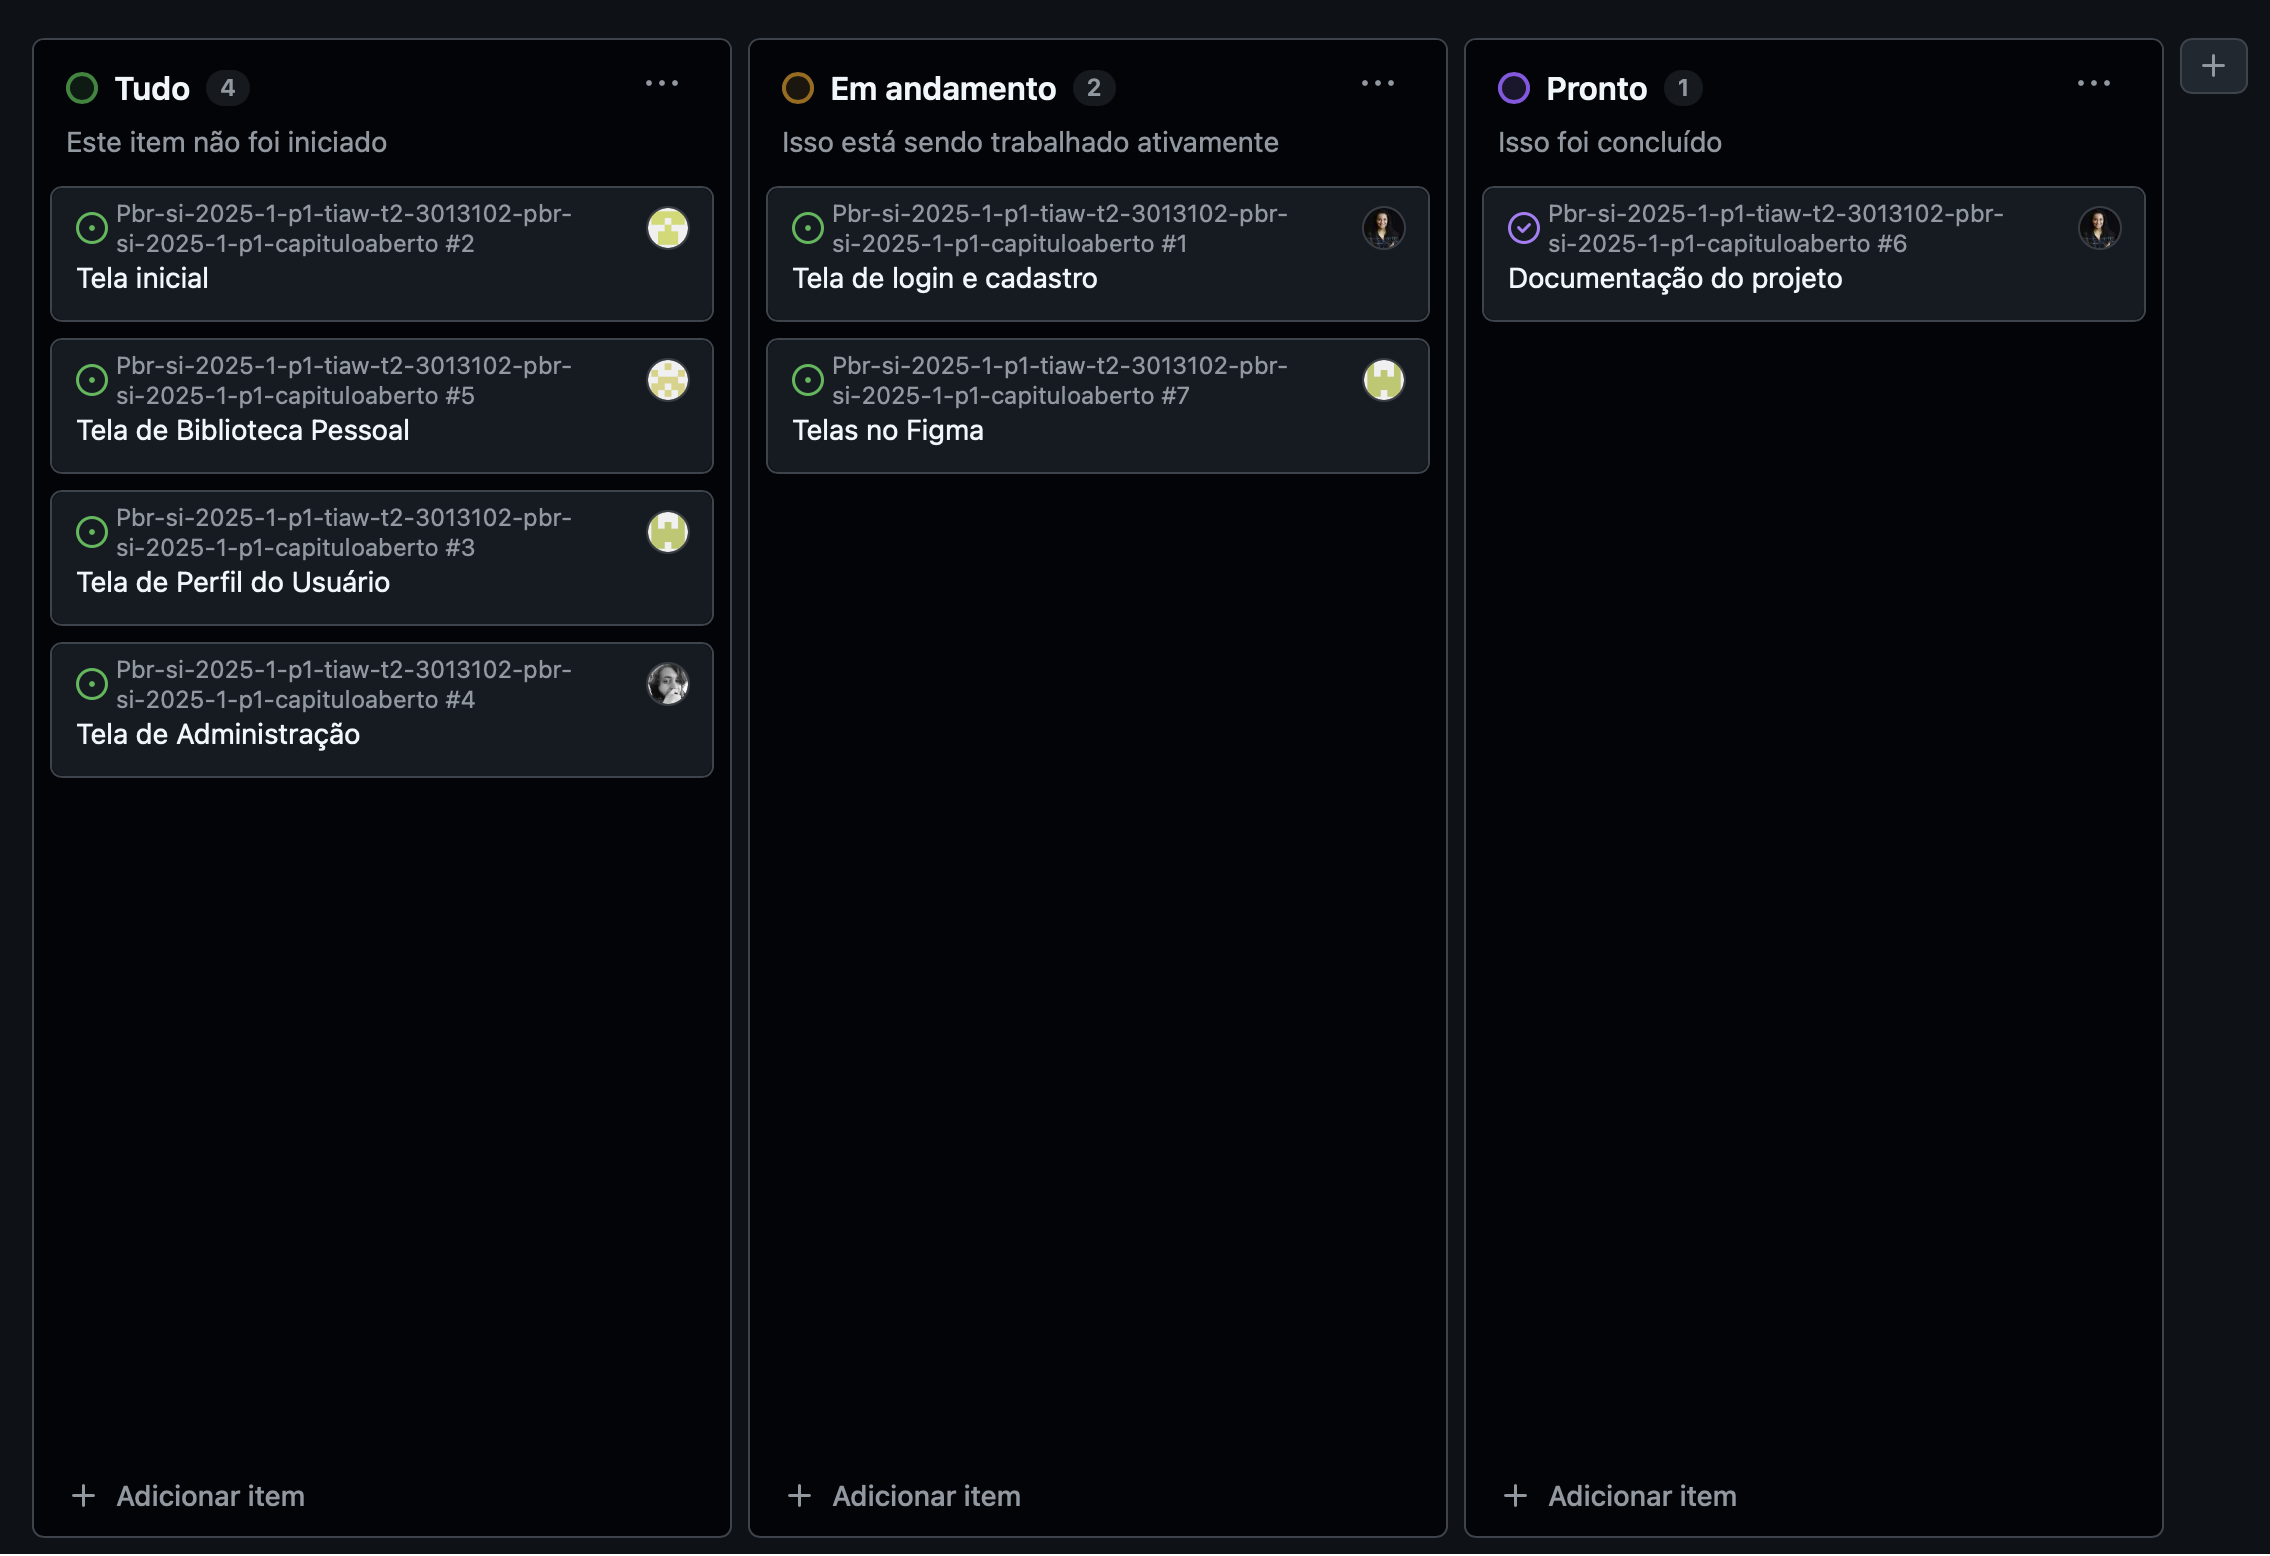 Tudo 4
Este item não foi iniciado
Pbr-si-2025-1-p1-tiaw-t2-3013102-pbr-
si-2025-1-p1-capituloaberto #2
Tela inicial
Pbr-si-2025-1-p1-tiaw-t2-3013102-pbr-
si-2025-1-p1-capituloaberto #5
Tela de Biblioteca Pessoal
Pbr-si-2025-1-p1-tiaw-t2-3013102-pbr-
si-2025-1-p1-capituloaberto #3
Tela de Perfil do Usuário
Pbr-si-2025-1-p1-tiaw-t2-3013102-pbr-
si-2025-1-p1-capituloaberto #4
Tela de Administração
Adicionar item
Em andamento 2
Isso está sendo trabalhado ativamente
Pbr-si-2025-1-p1-tiaw-t2-3013102-pbr-
si-2025-1-p1-capituloaberto #1
Tela de login e cadastro
Pbr-si-2025-1-p1-tiaw-t2-3013102-pbr-
si-2025-1-p1-capituloaberto #7
Telas no Figma
Adicionar item
Pronto 1
Isso foi concluído
Pbr-si-2025-1-p1-tiaw-t2-3013102-pbr-
si-2025-1-p1-capituloaberto #6
Documentação do projeto
Adicionar item